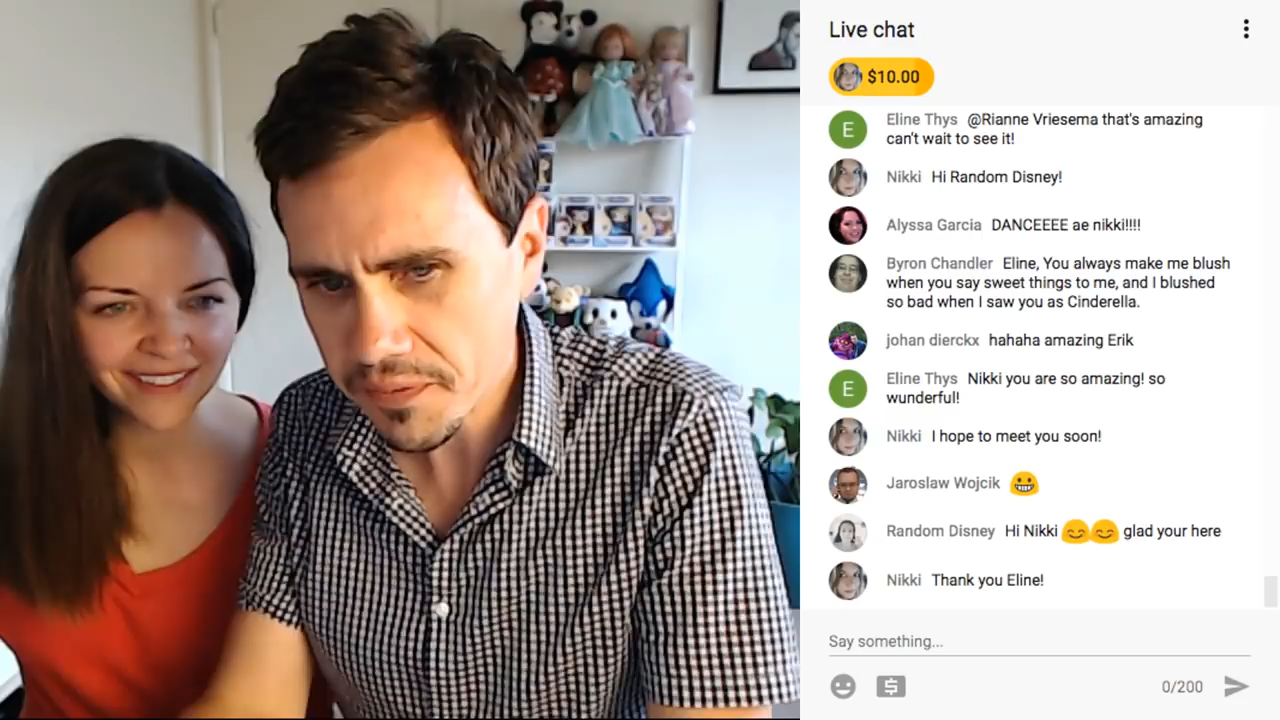 Live chat
$10.00
Eline Thys @Rianne Vriesema that's amazing
can't wait to see it!
E
Nikki Hi Random Disney!
Alyssa Garcia DANCEEEE ae nikki!!!!
Byron Chandler Eline, You always make me blush
when you say sweet things to me, and I blushed
so bad when I saw you as Cinderella.
johan dierckx hahaha amazing Erik
Eline Thys Nikki you are so amazing! so
wonderful!
E
Nikki I hope to meet you soon!
Jaroslaw Wojcik 😬
Random Disney Hi Nikki 😊😊 glad your here
Nikki Thank you Eline!
Say something...
0/200